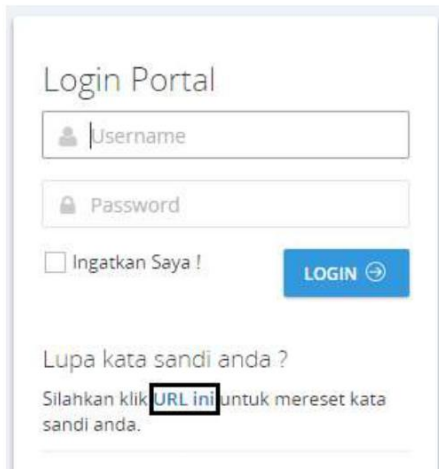 Login Portal
Username
Password
Ingatkan Saya !
LOGIN
Lupa kata sandi anda ?
Silahkan klik URL ini untuk mereset kata
sandi anda.